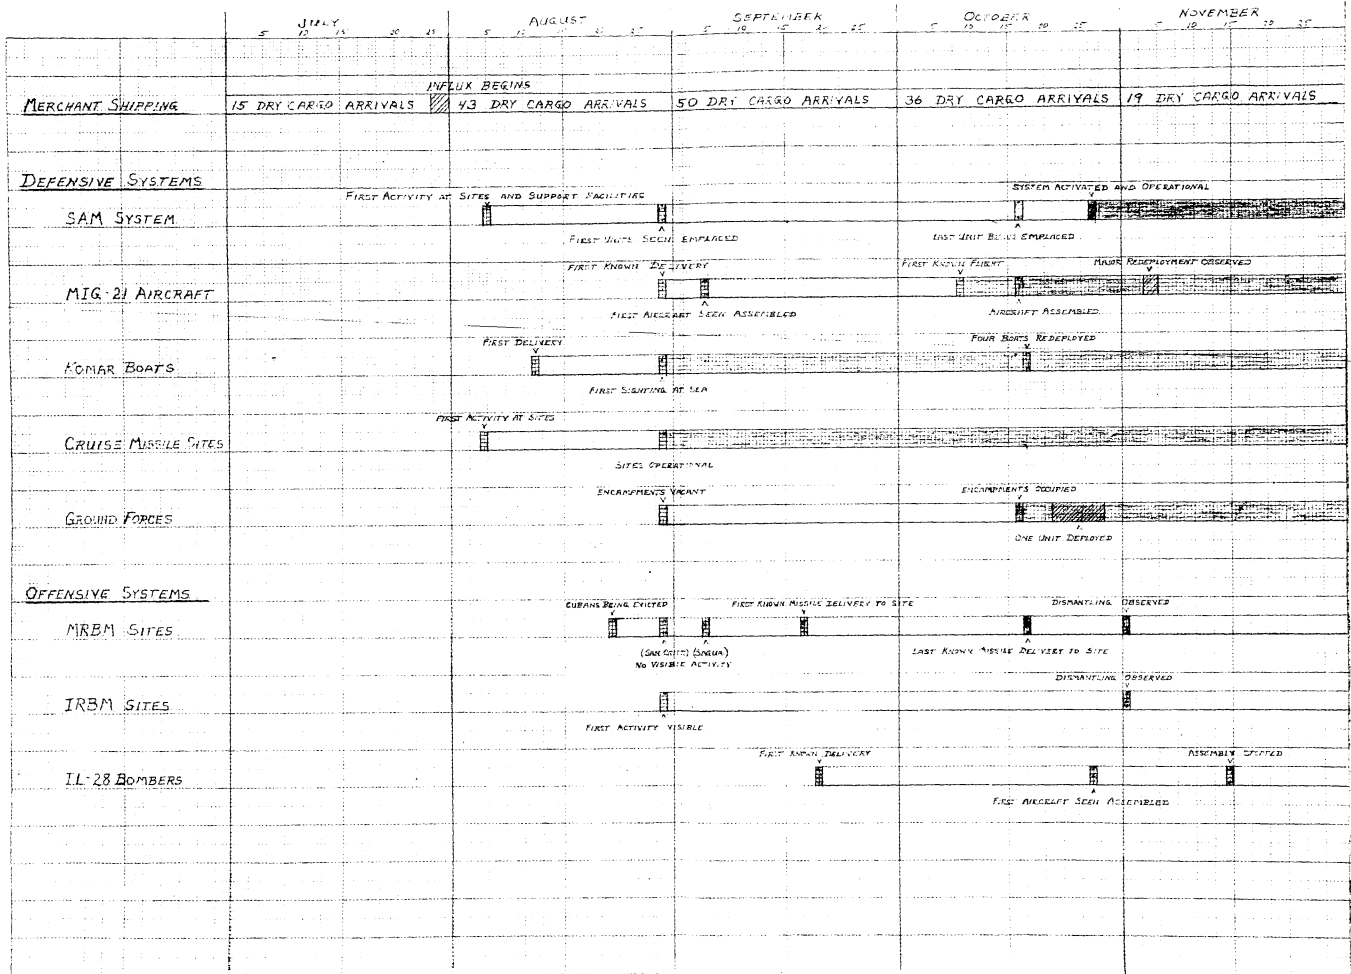 JULY AUGUST SEPTEMBER OCTOBER NOVEMBER
5 10 15 20 25 5 10 15 20 25 5 10 15 20 25 5 10 15 20 25 5 10 15 20 25
INFLUX BEGINS
MERCHANT SHIPPING 15 DRY CARGO ARRIVALS 43 DRY CARGO ARRIVALS 50 DRY CARGO ARRIVALS 36 DRY CARGO ARRIVALS 19 DRY CARGO ARRIVALS
DEFENSIVE SYSTEMS
FIRST ACTIVITY AT SITES AND SUPPORT FACILITIES SYSTEM ACTIVATED AND OPERATIONAL
SAM SYSTEM
FIRST UNITS SEEN EMPLACED LAST UNIT BEING EMPLACED
FIRST KNOWN DELIVERY FIRST KNOWN FLIGHT MAJOR REDEPLOYMENT OBSERVED
MIG-21 AIRCRAFT
FIRST AIRCRAFT SEEN ASSEMBLED AIRCRAFT ASSEMBLED
FIRST DELIVERY FOUR BOATS REDEPLOYED
KOMAR BOATS
FIRST SIGHTING AT SEA
FIRST ACTIVITY AT SITES
CRUISE MISSILE SITES
SITES OPERATIONAL
ENCAMPMENTS VACANT ENCAMPMENTS OCCUPIED
GROUND FORCES
ONE UNIT DEPLOYED
OFFENSIVE SYSTEMS
CUBANS BEING EVICTED FIRST KNOWN MISSILE DELIVERY TO SITE DISMANTLING OBSERVED
MRBM SITES
(SAN CRIST) (SAGUA) LAST KNOWN MISSILE DELIVERY TO SITE
NO VISIBLE ACTIVITY
DISMANTLING OBSERVED
IRBM SITES
FIRST ACTIVITY VISIBLE
FIRST KNOWN DELIVERY ASSEMBLY STOPPED
IL-28 BOMBERS
FIRST AIRCRAFT SEEN ASSEMBLED